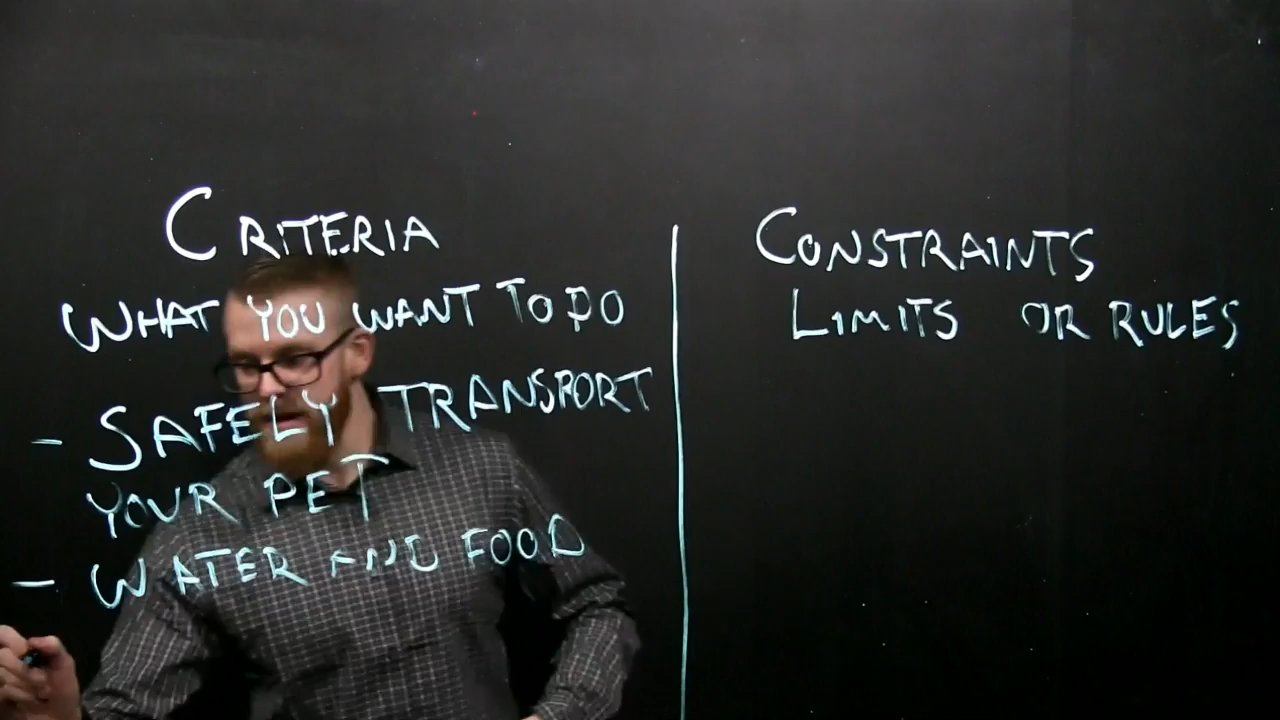 CRITERIA
WHAT YOU WANT TO DO
- SAFELY TRANSPORT
YOUR PET
- WATER AND FOOD
CONSTRAINTS
LIMITS OR RULES